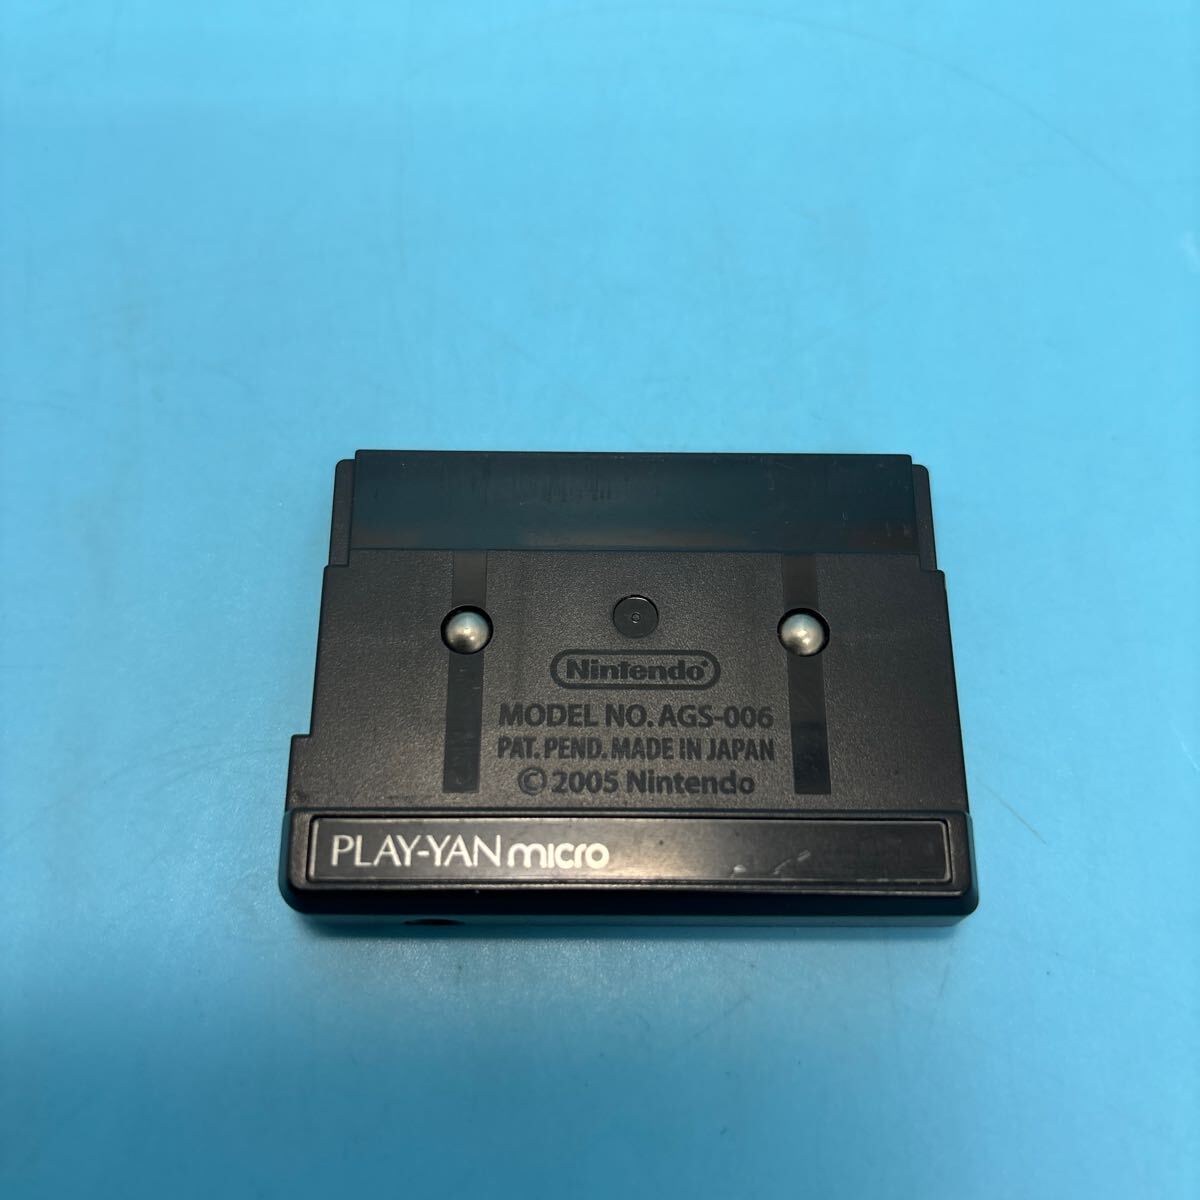 Nintendo®
MODEL NO. AGS-006
PAT. PEND. MADE IN JAPAN
© 2005 Nintendo
PLAY-YAN micro